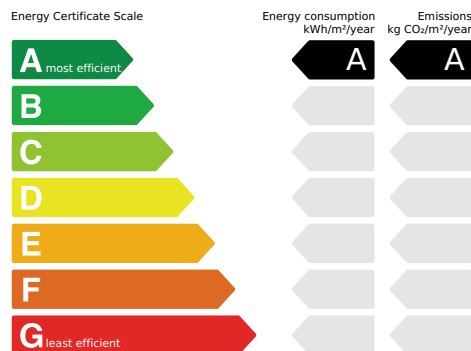 Energy Certificate Scale
Energy consumption
kWh/m²/year
Emissions
kg CO₂/m²/year
A most efficient
A
A
B
C
D
E
F
G least efficient